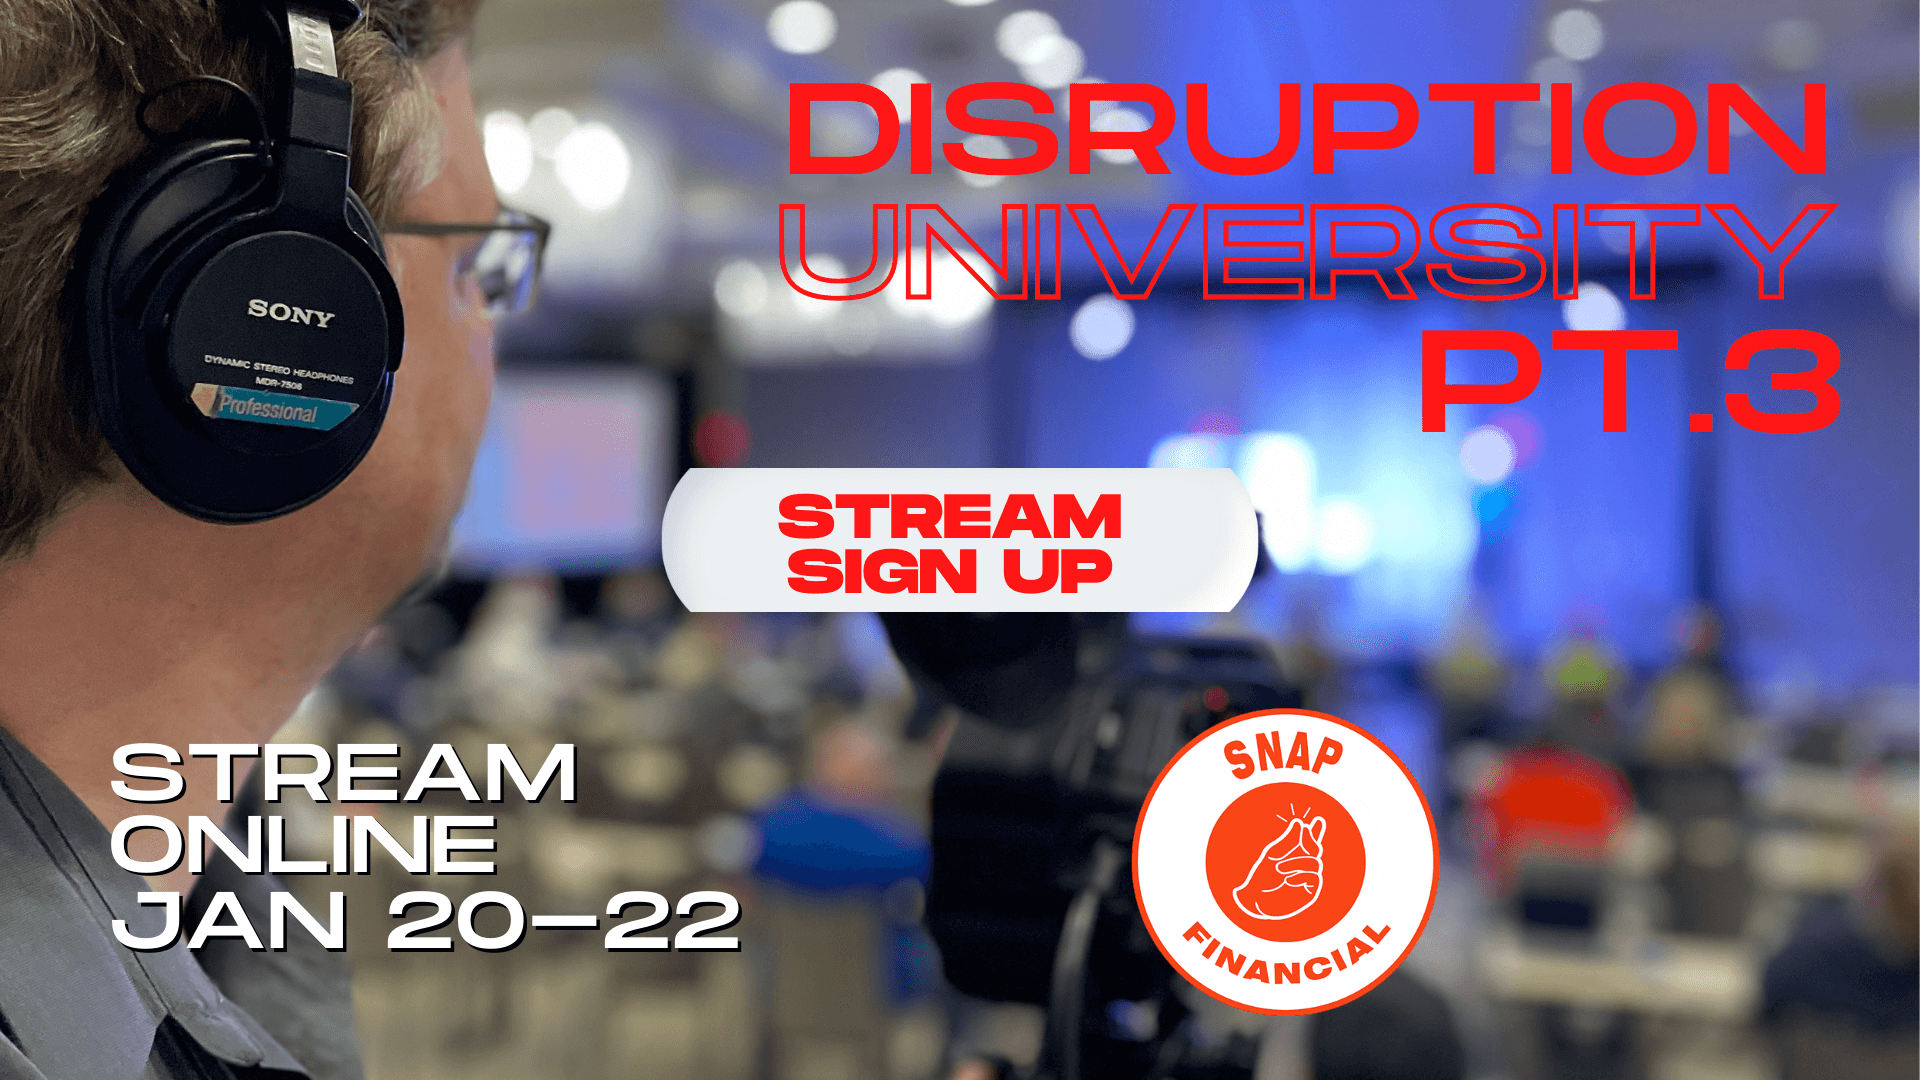 DISRUPTION
UNIVERSITY
PT.3
SONY
DYNAMIC STEREO HEADPHONES
MDR-7506
Professional
STREAM
SIGN UP
STREAM
ONLINE
JAN 20-22
SNAP
FINANCIAL